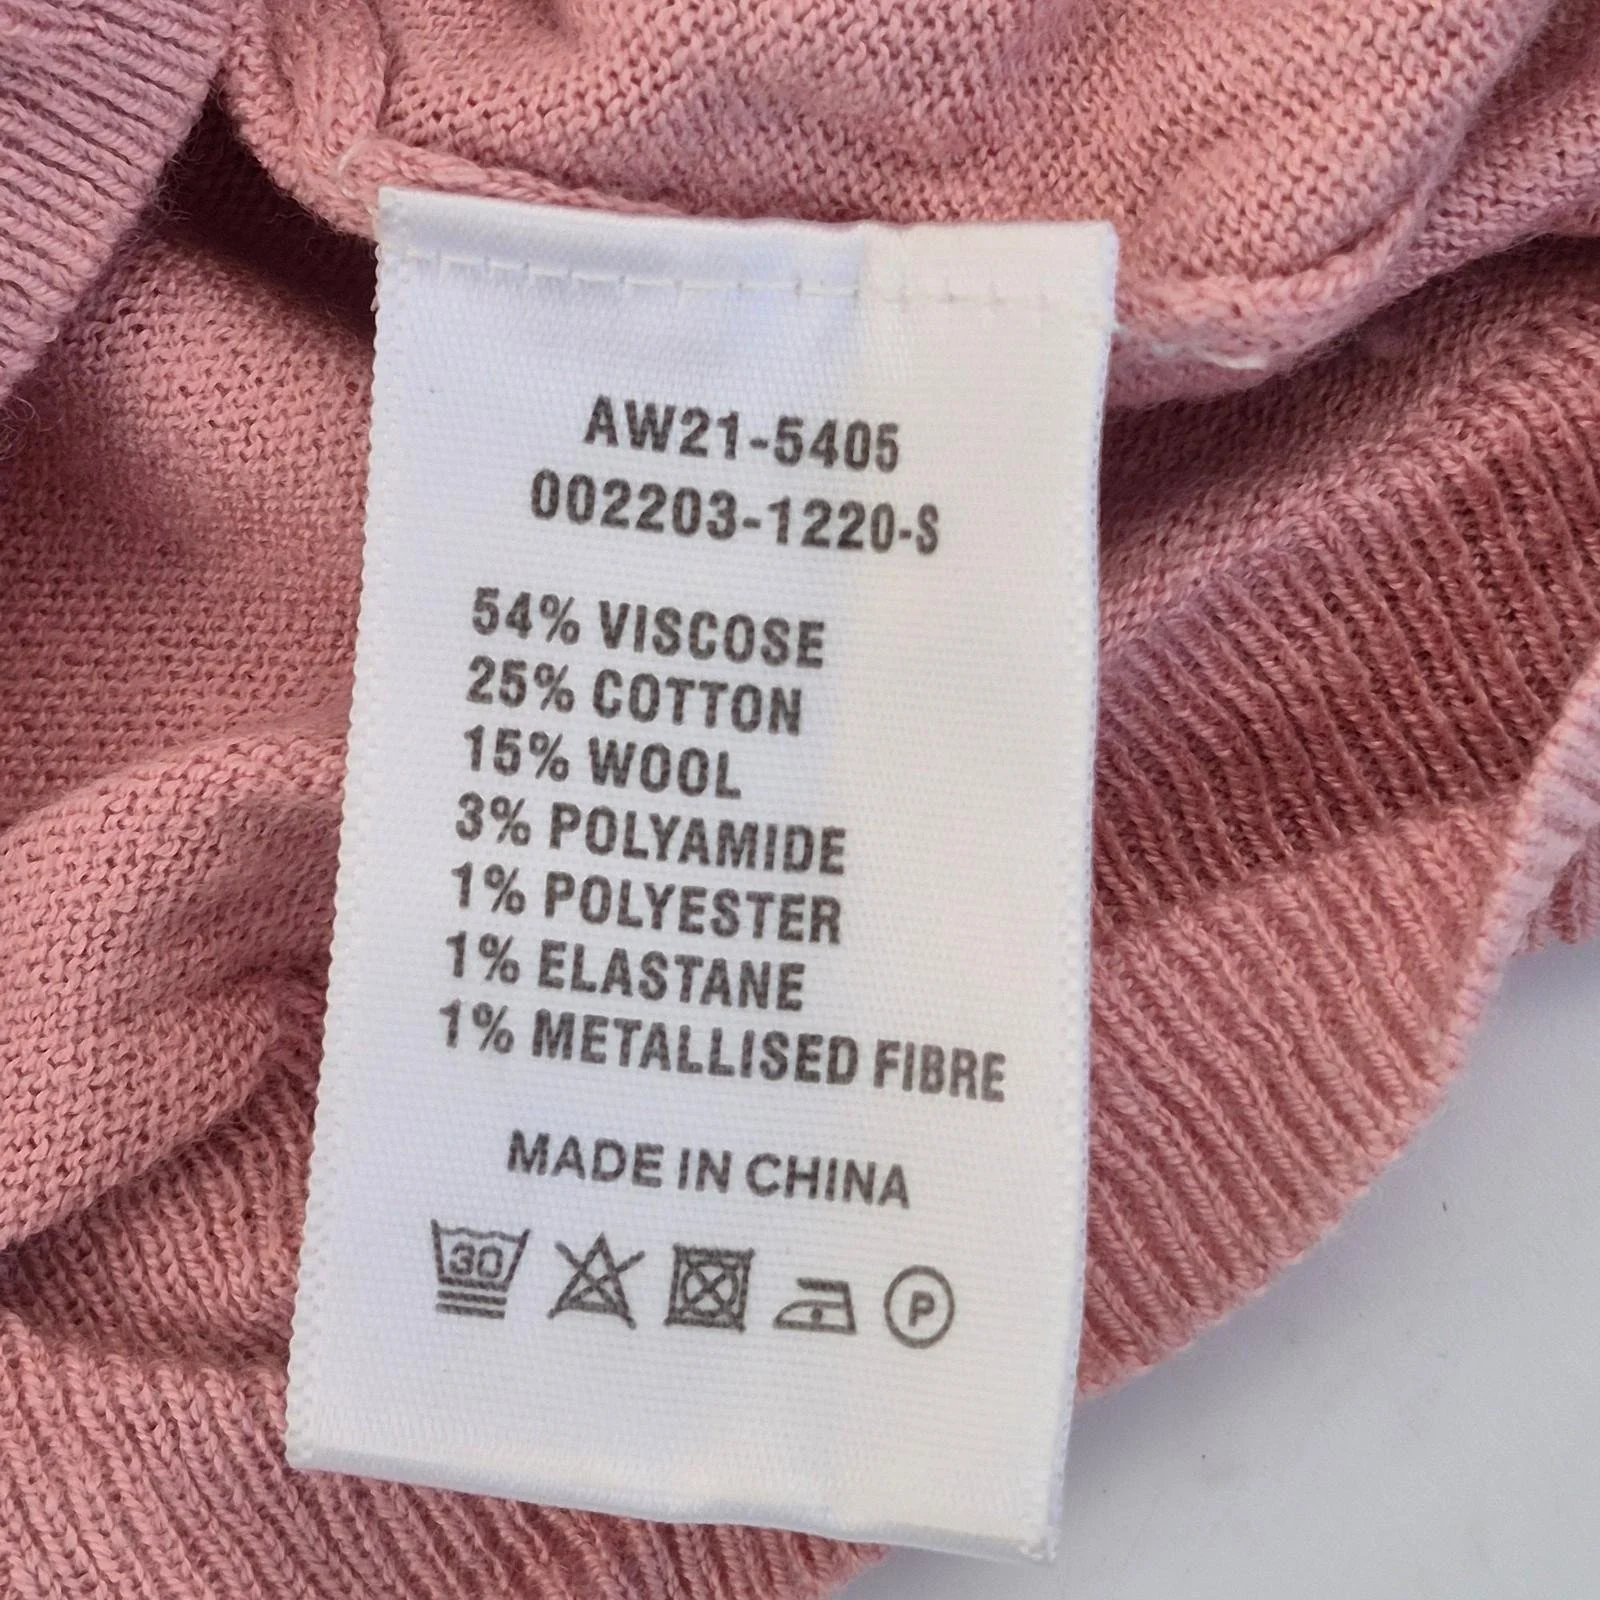 AW21-5405
002203-1220-S
54% VISCOSE
25% COTTON
15% WOOL
3% POLYAMIDE
1% POLYESTER
1% ELASTANE
1% METALLISED FIBRE
MADE IN CHINA
30 P